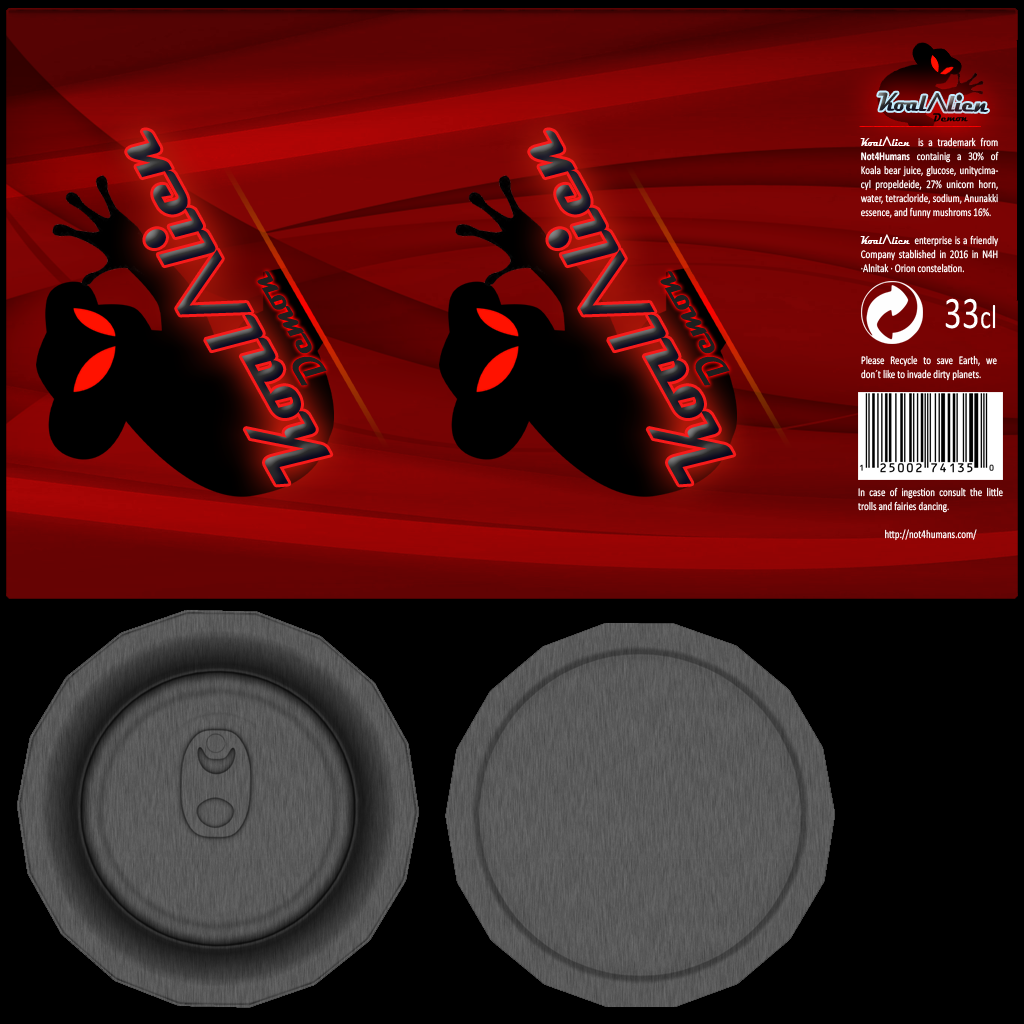 KoalAlien
Demon
KoalAlien
Demon
KoalAlien
Demon
KoalAlien is a trademark from
Not4Humans containig a 30% of
Koala bear juice, glucose, unitycima-
cyl propeldeide, 27% unicorn horn,
water, tetracloride, sodium, Anunakki
essence, and funny mushroms 16%.
KoalAlien enterprise is a friendly
Company stablished in 2016 in N4H
·Alnitak · Orion constelation.
33cl
Please Recycle to save Earth, we
don´t like to invade dirty planets.
1 25002 74135 0
In case of ingestion consult the little
trolls and fairies dancing.
http://not4humans.com/